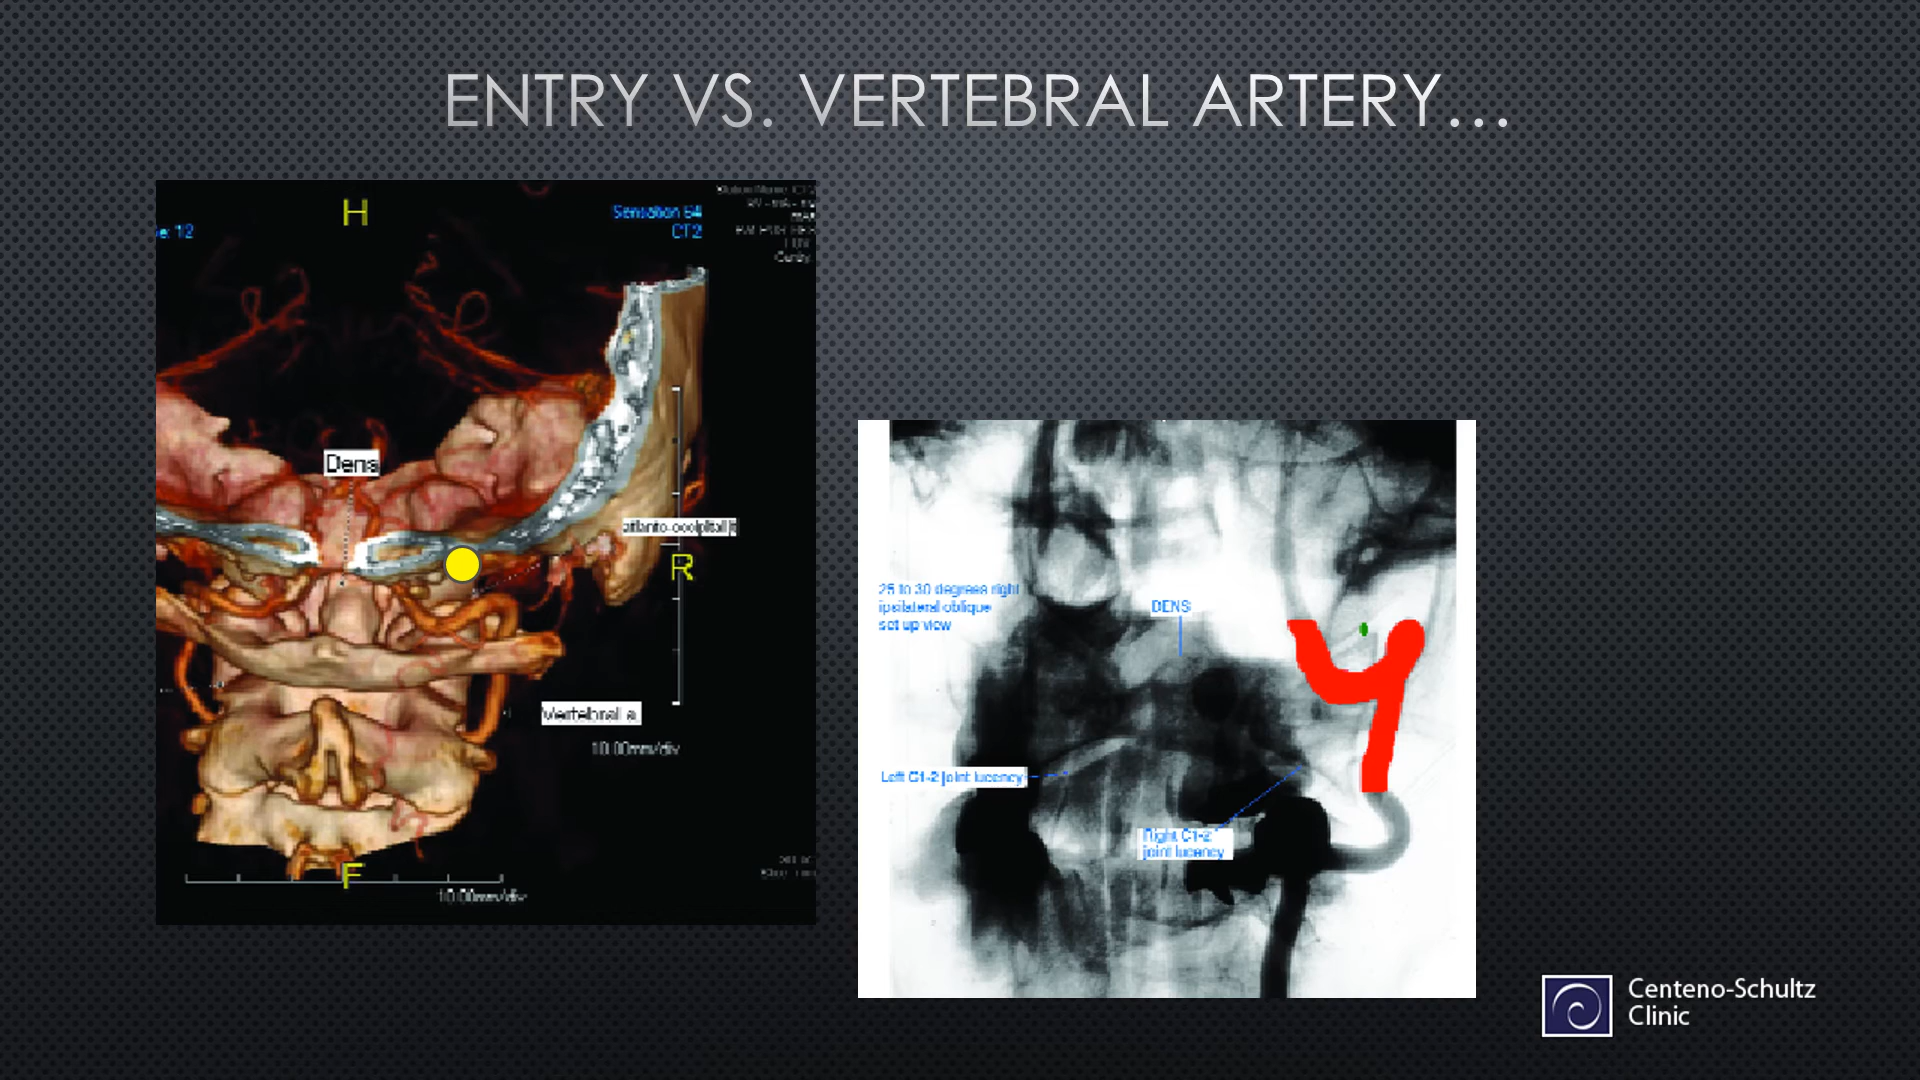 ENTRY VS. VERTEBRAL ARTERY...
H
Sensation 64
CT2
Dens
R
Vertebral a.
10.00mm/div
F
10.00mm/div
25 to 30 degrees right
ipsilateral oblique
set up view
DENS
Left C1-2 joint lucency
Right C1-2
joint lucency
Centeno-Schultz
Clinic